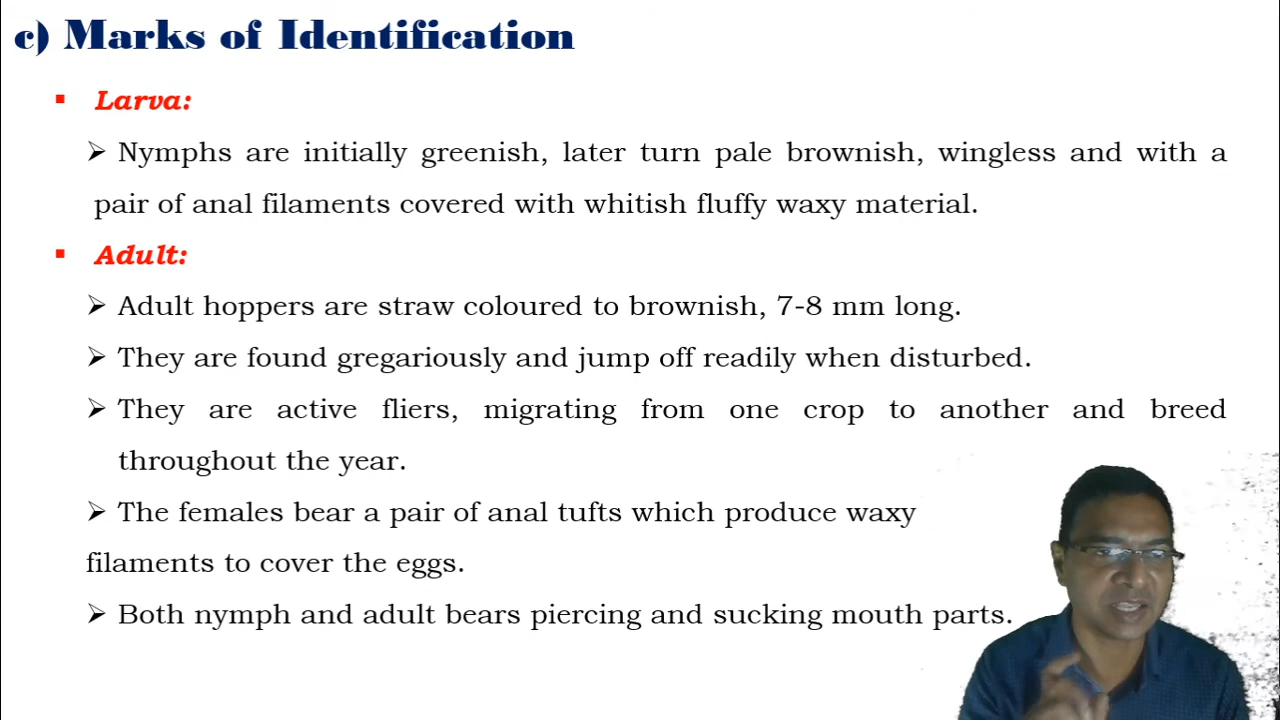 c) Marks of Identification
▪ Larva:
➢ Nymphs are initially greenish, later turn pale brownish, wingless and with a
pair of anal filaments covered with whitish fluffy waxy material.
▪ Adult:
➢ Adult hoppers are straw coloured to brownish, 7-8 mm long.
➢ They are found gregariously and jump off readily when disturbed.
➢ They are active fliers, migrating from one crop to another and breed
throughout the year.
➢ The females bear a pair of anal tufts which produce waxy
filaments to cover the eggs.
➢ Both nymph and adult bears piercing and sucking mouth parts.